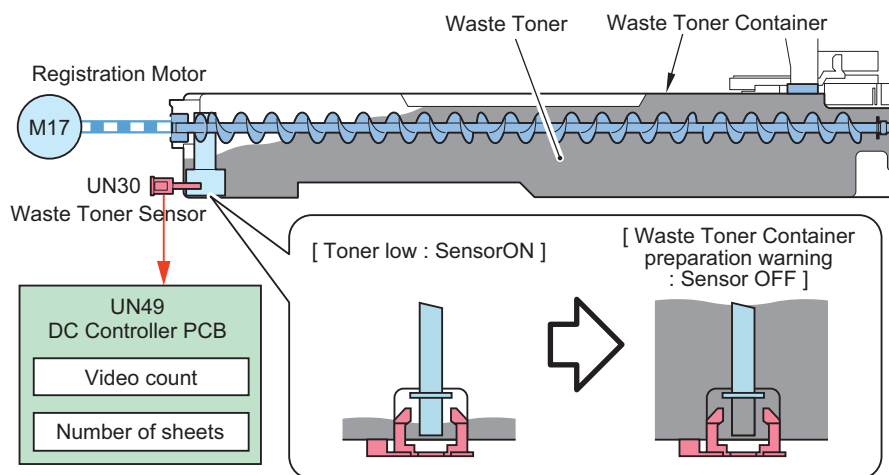 Waste Toner
Waste Toner Container
Registration Motor
M17
UN30
Waste Toner Sensor
[ Toner low : SensorON ]
[ Waste Toner Container
preparation warning
: Sensor OFF ]
UN49
DC Controller PCB
Video count
Number of sheets